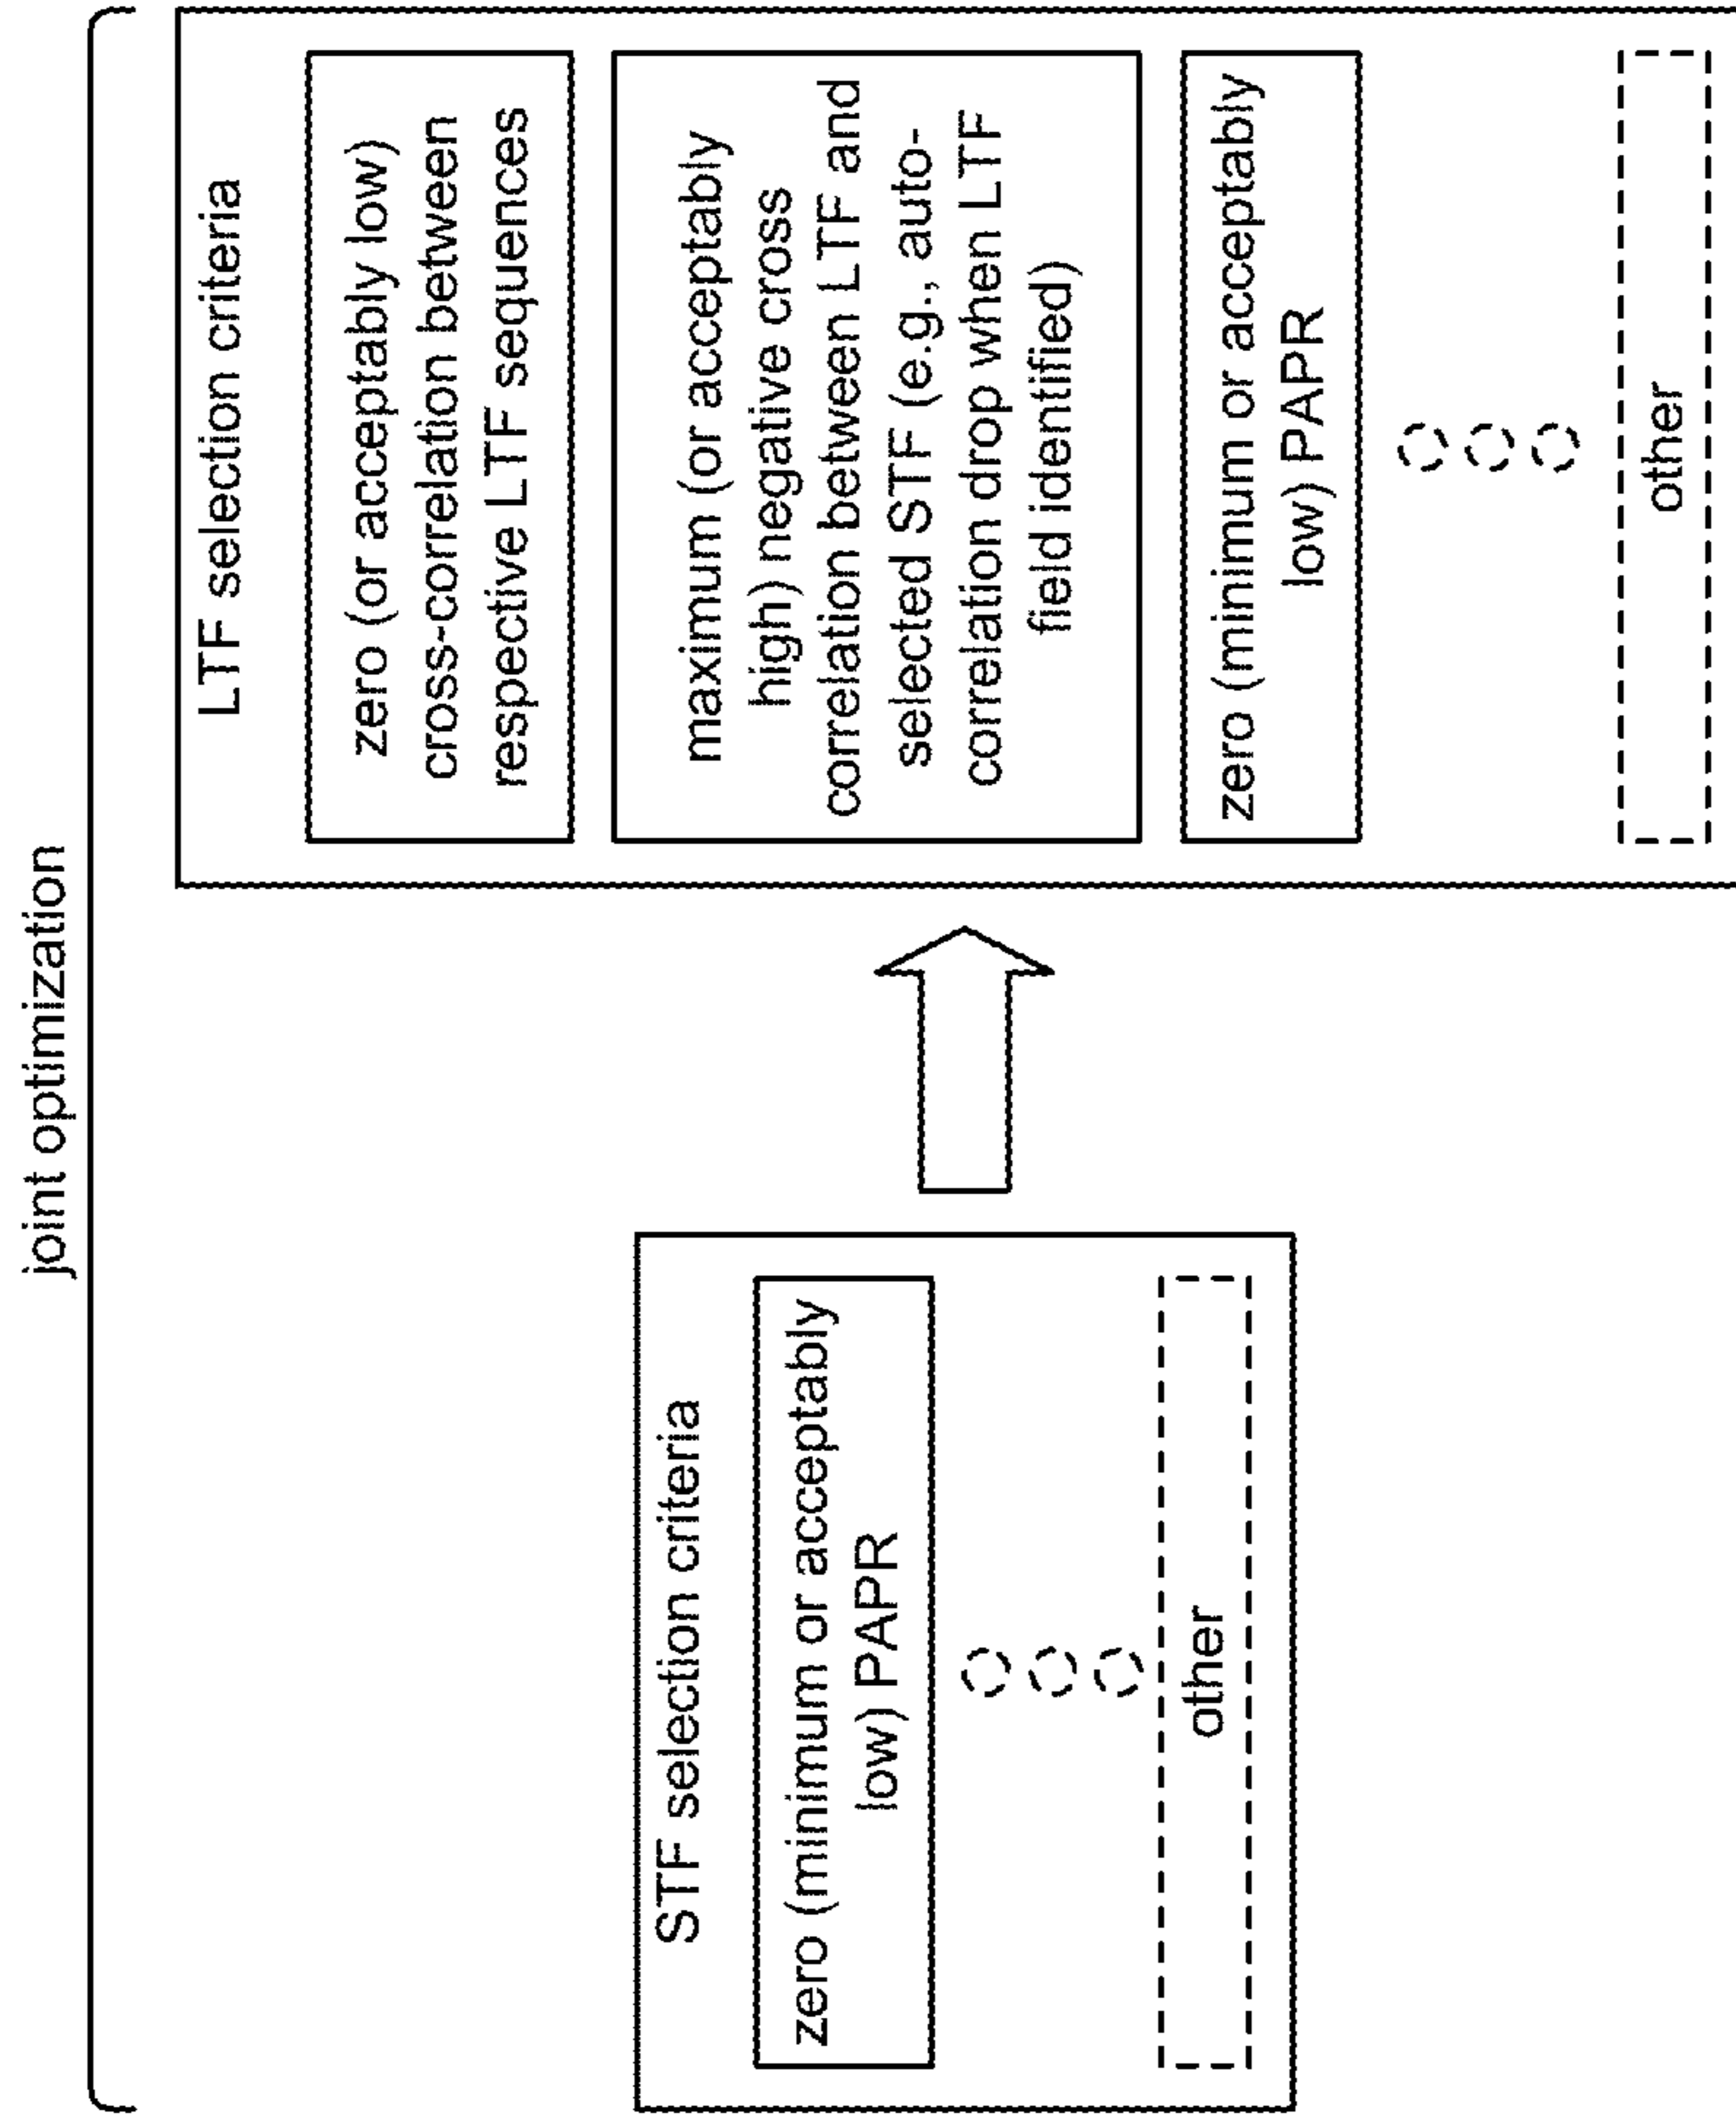 joint optimization
STF selection criteria
zero (minimum or acceptably
low) PAPR
other
LTF selection criteria
zero (or acceptably low)
cross-correlation between
respective LTF sequences
maximum (or acceptably
high) negative cross
correlation between LTF and
selected STF (e.g., auto-
correlation drop when LTF
field identified)
zero (minimum or acceptably
low) PAPR
other